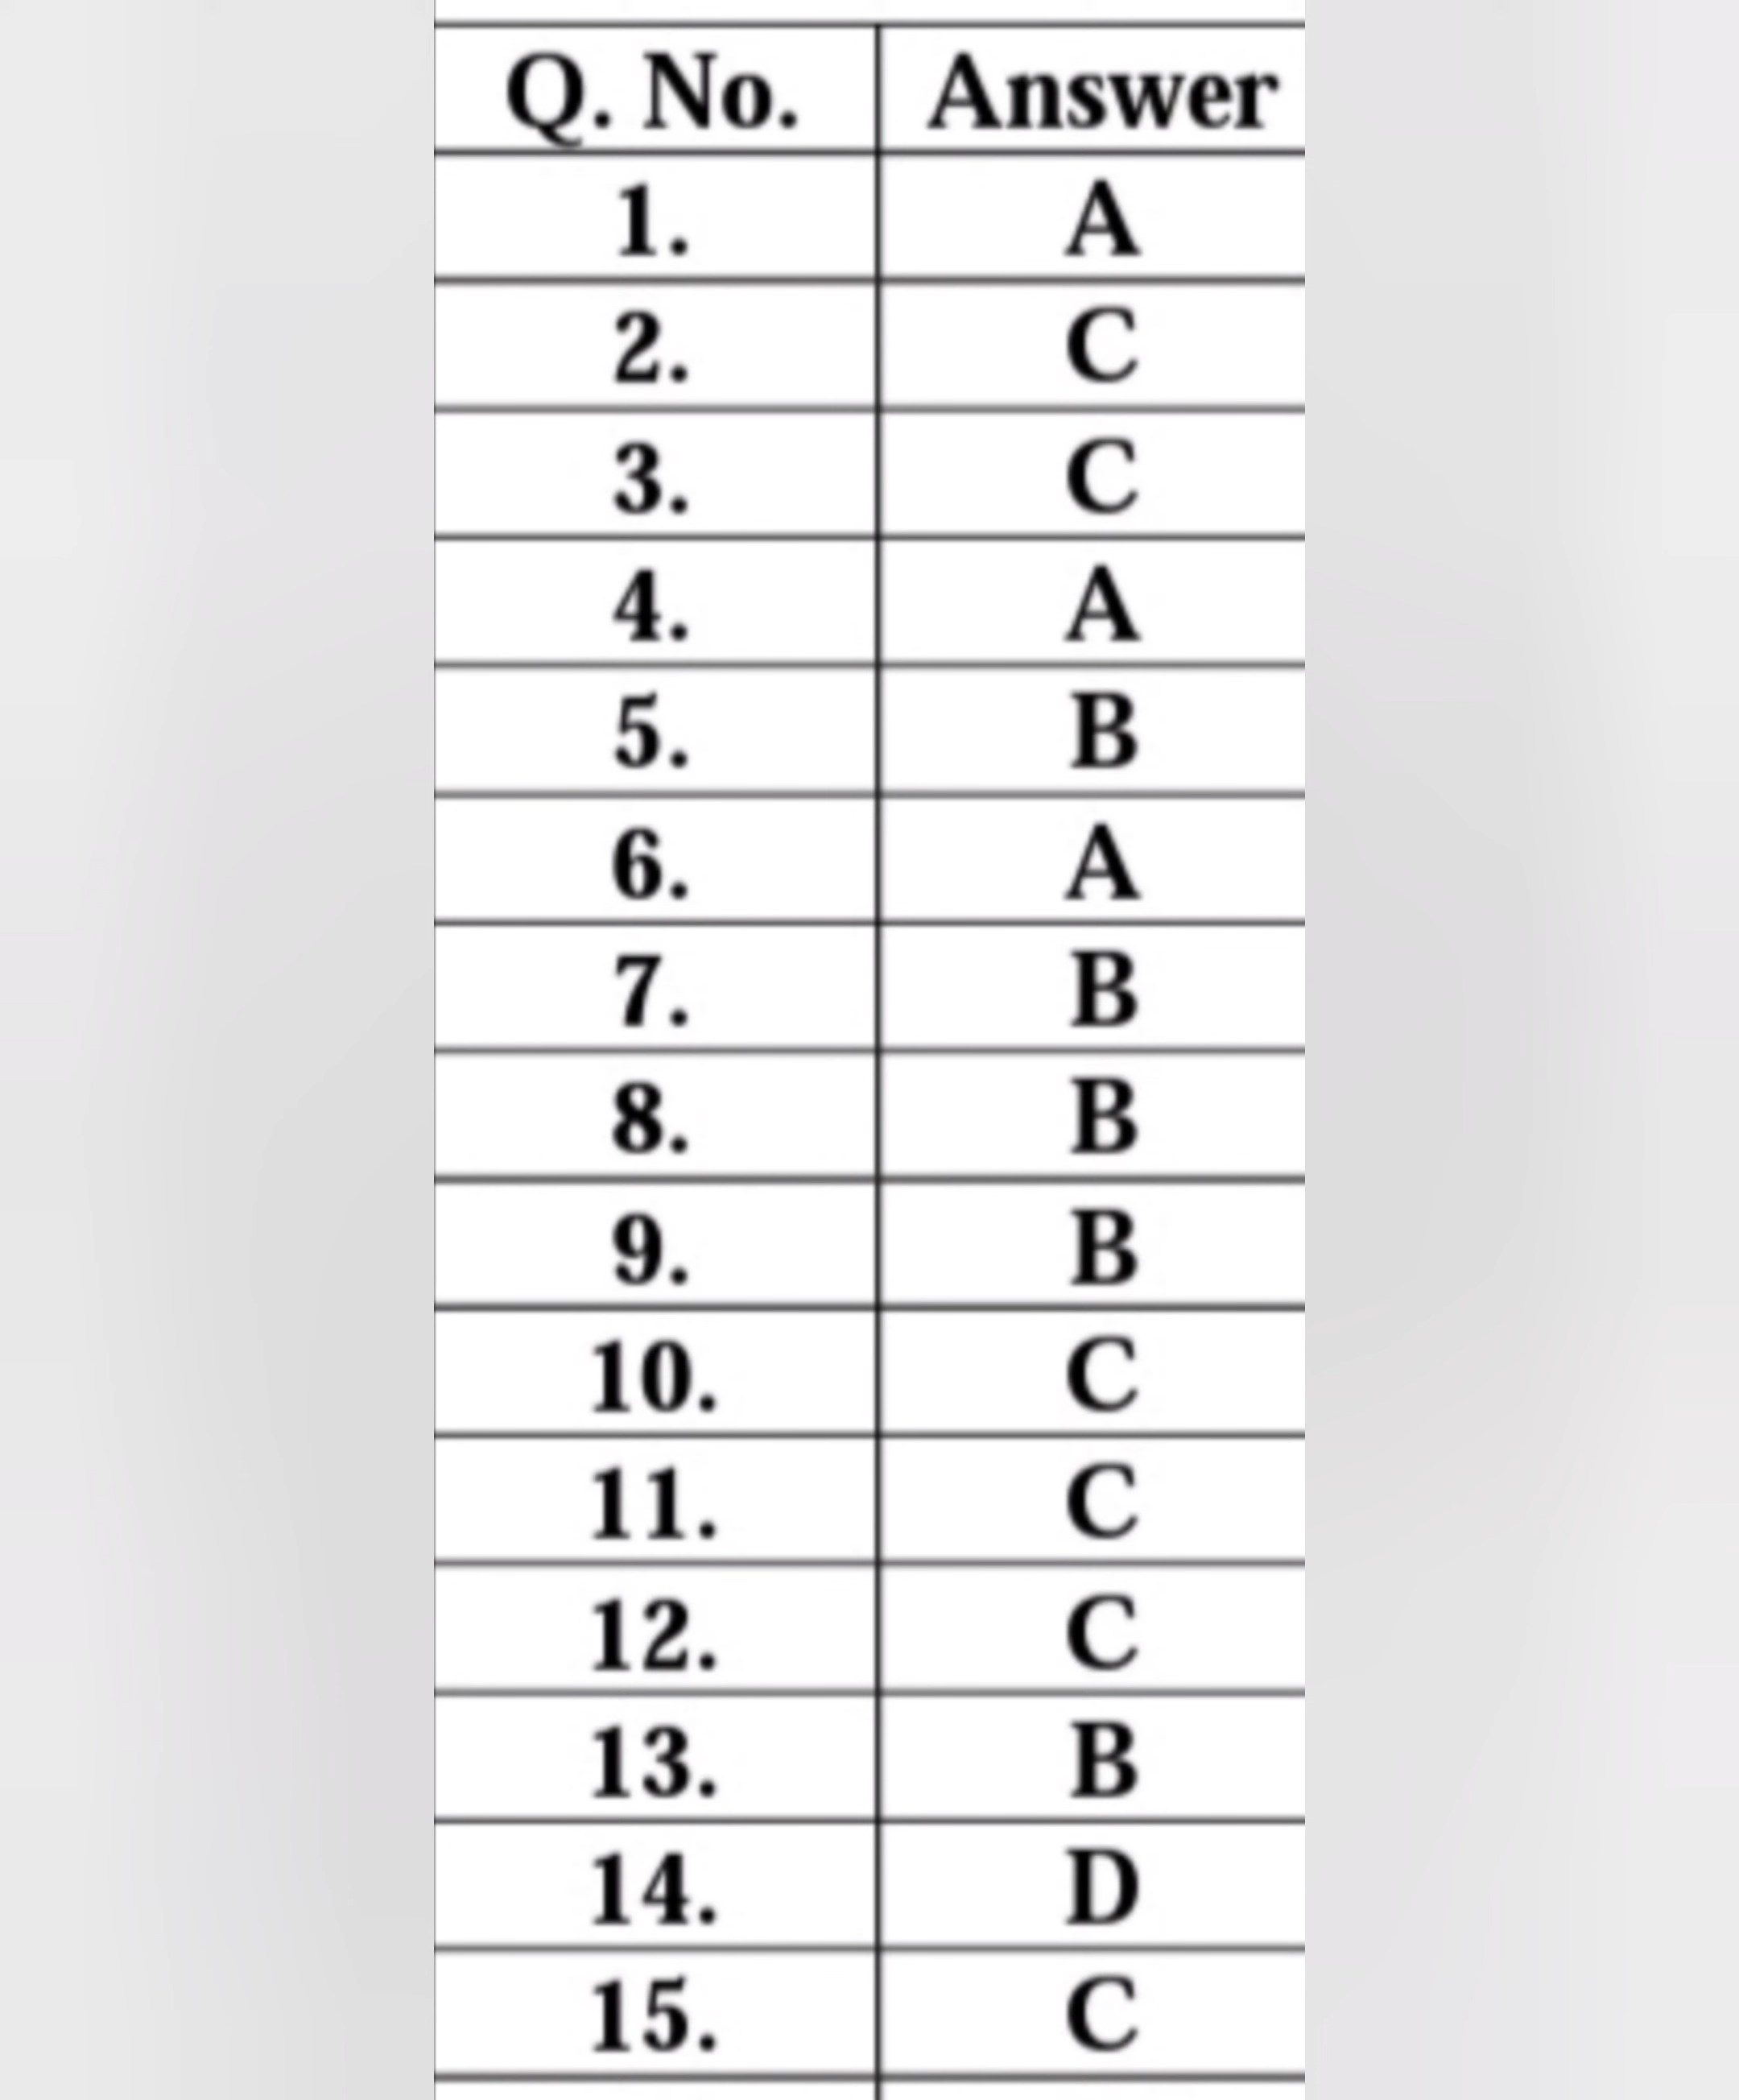 Q. No. Answer
1. A
2. C
3. C
4. A
5. B
6. A
7. B
8. B
9. B
10. C
11. C
12. C
13. B
14. D
15. C